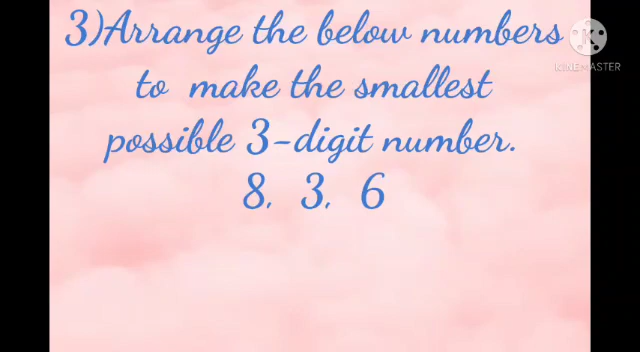 3)Arrange the below numbers
to make the smallest
possible 3-digit number.
8, 3, 6
KINEMASTER